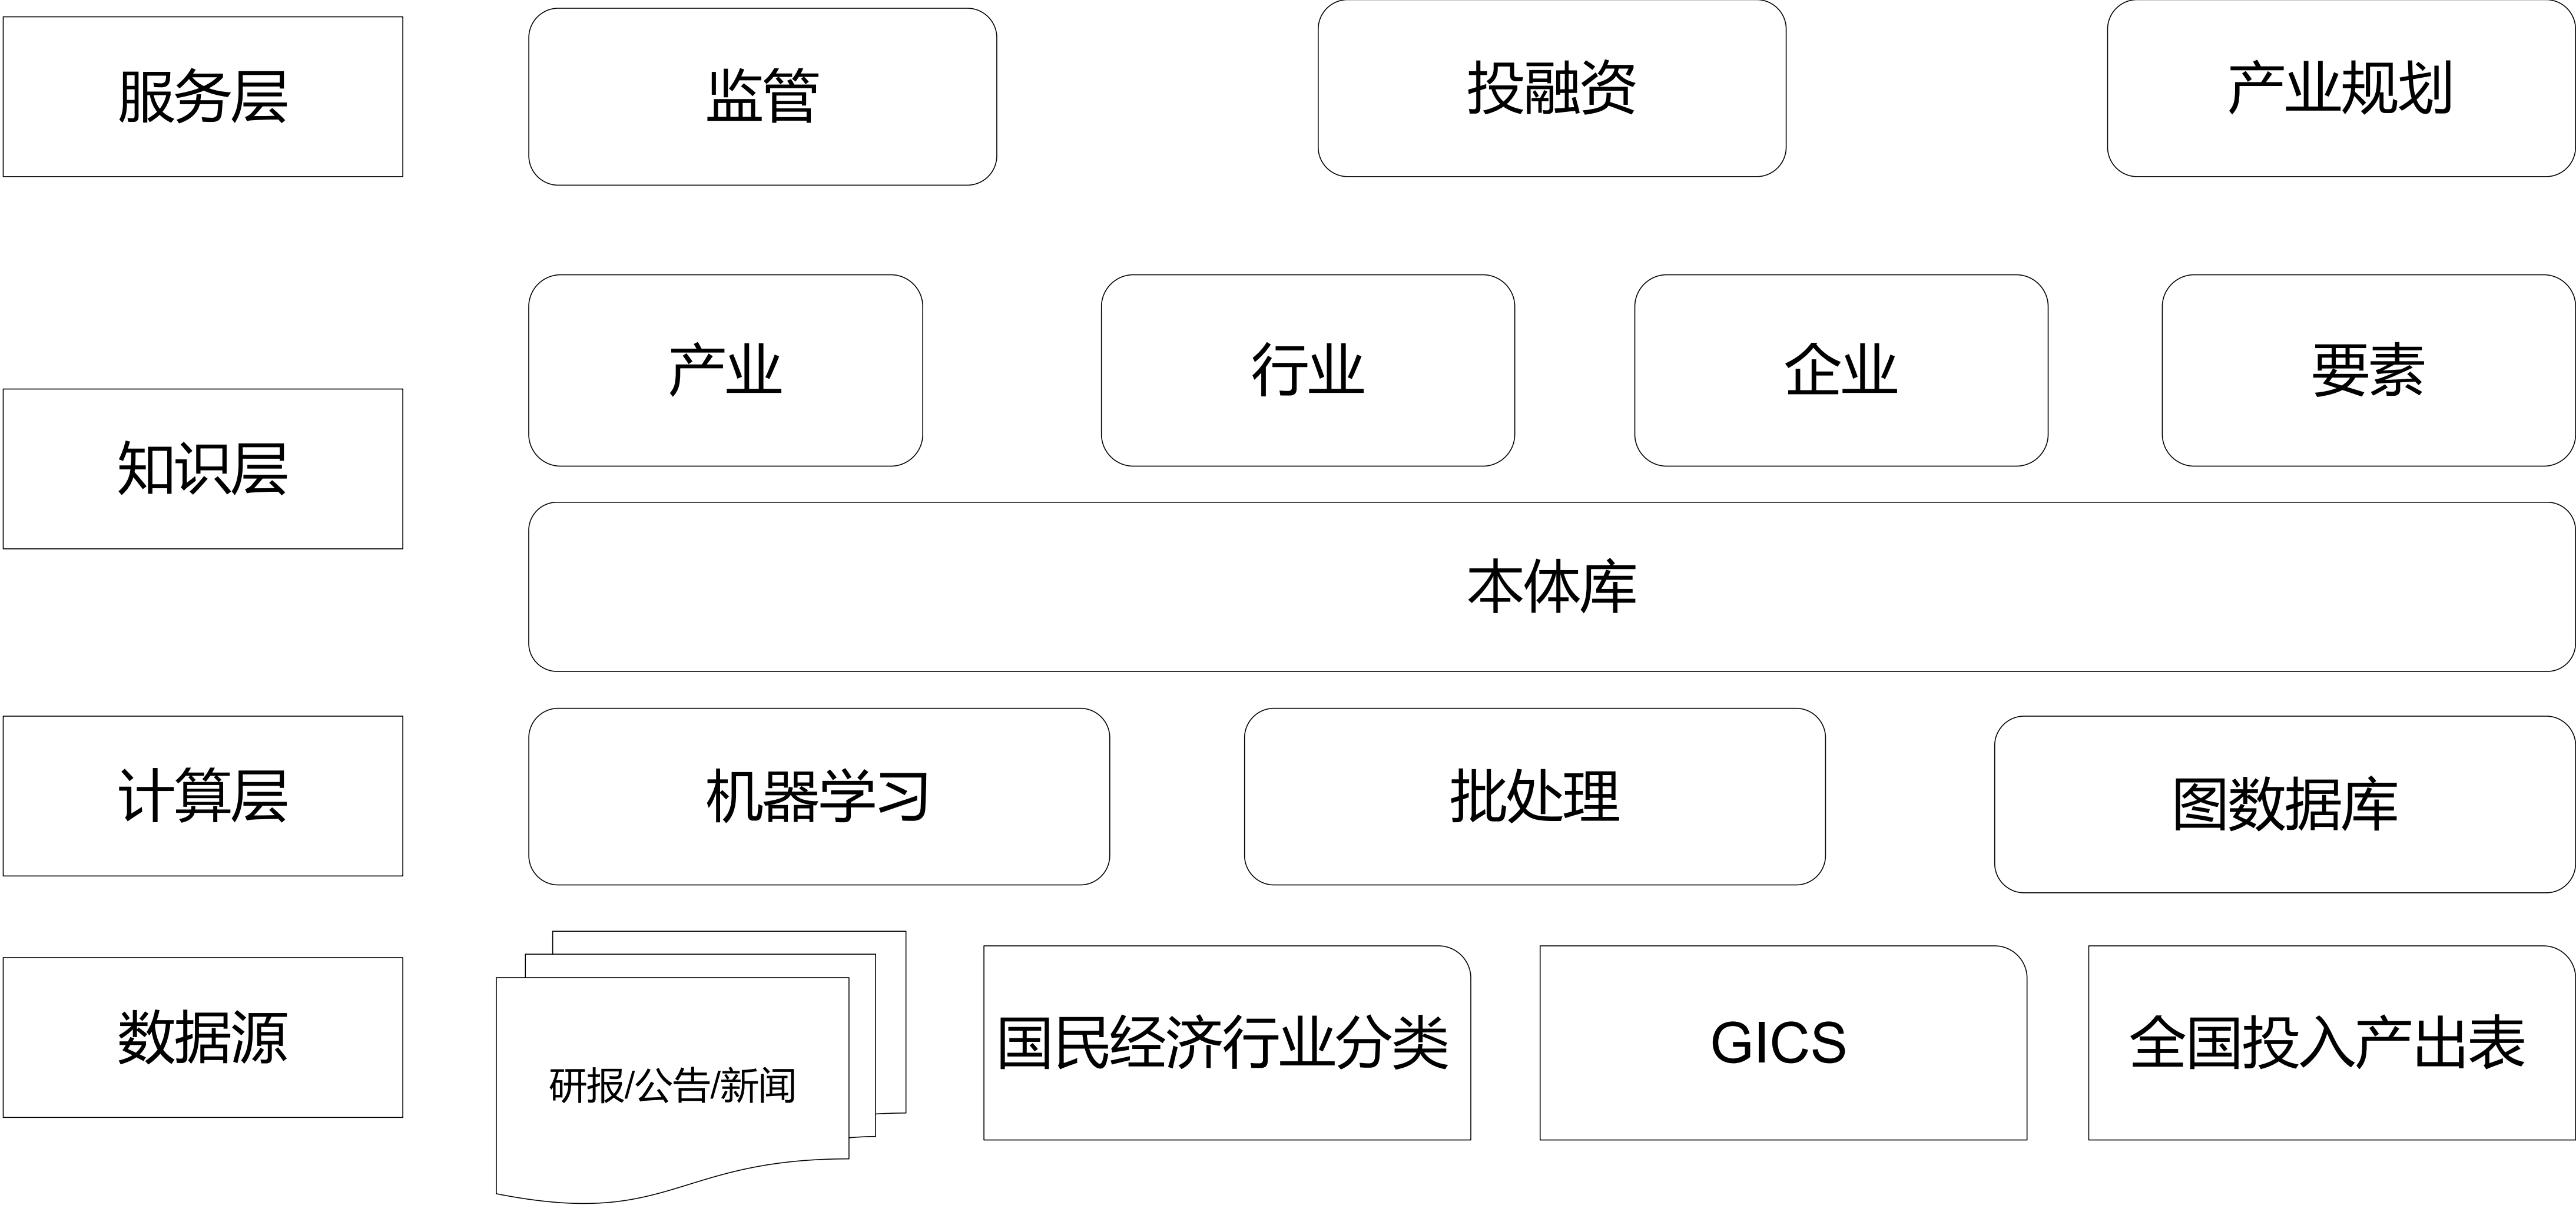 服务层
监管
投融资
产业规划
知识层
产业
行业
企业
要素
本体库
计算层
机器学习
批处理
图数据库
数据源
研报/公告/新闻
国民经济行业分类
GICS
全国投入产出表